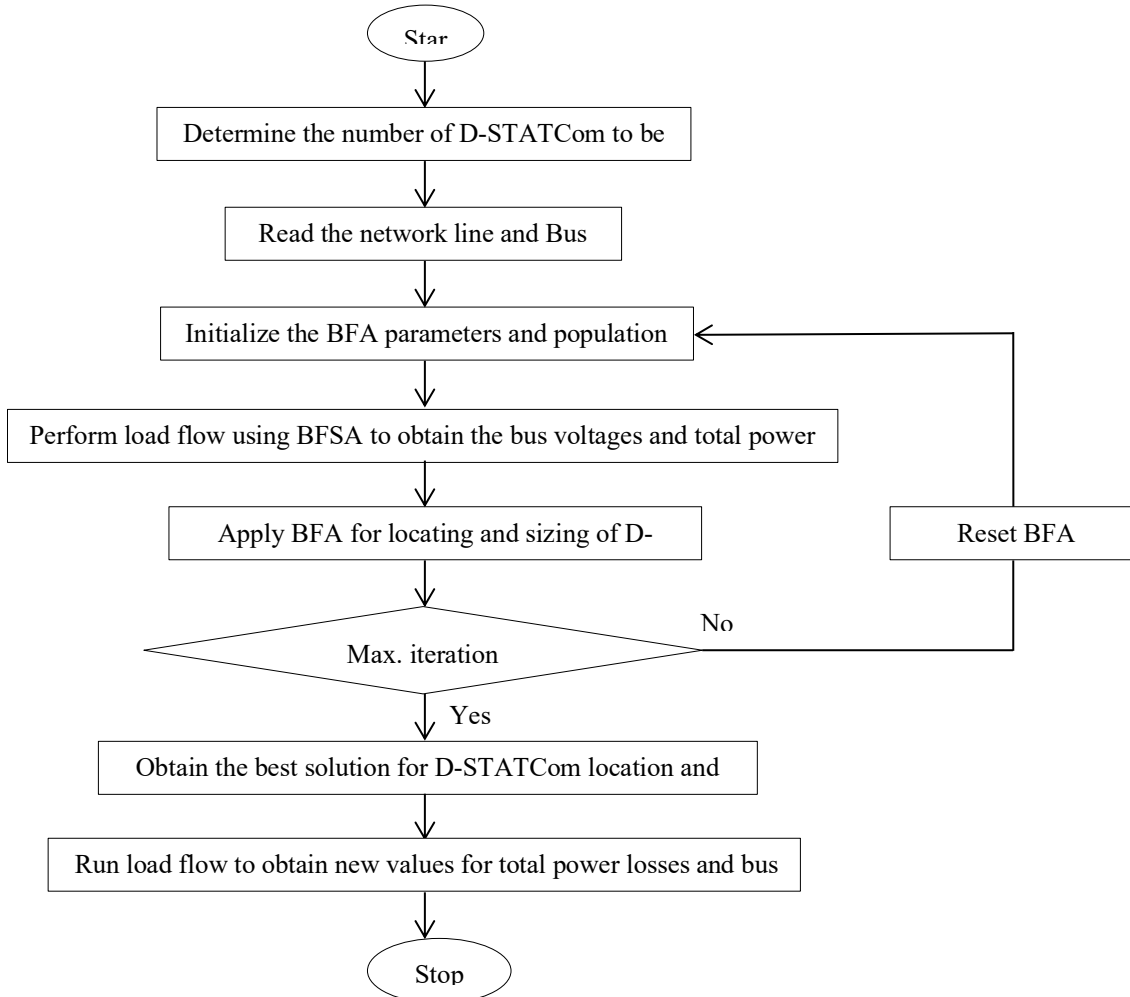 Star
Determine the number of D-STATCom to be
Read the network line and Bus
Initialize the BFA parameters and population
Perform load flow using BFSA to obtain the bus voltages and total power
Apply BFA for locating and sizing of D-
Reset BFA
Max. iteration
No
Yes
Obtain the best solution for D-STATCom location and
Run load flow to obtain new values for total power losses and bus
Stop